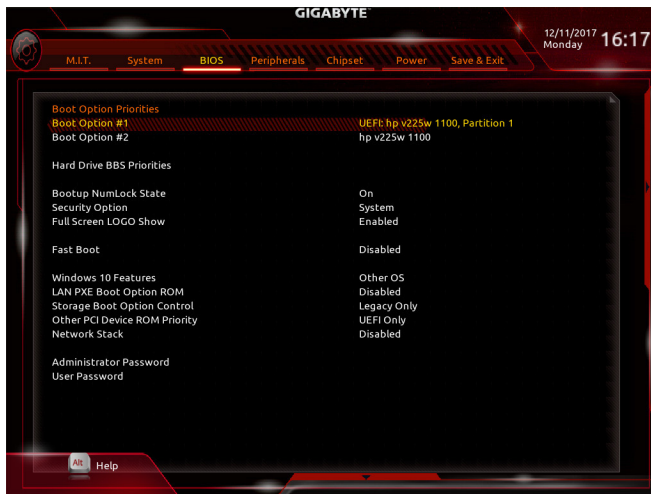 GIGABYTE
12/11/2017 16:17
Monday
M.I.T. System BIOS Peripherals Chipset Power Save & Exit
Boot Option Priorities
Boot Option #1 UEFI: hp v225w 1100, Partition 1
Boot Option #2 hp v225w 1100
Hard Drive BBS Priorities
Bootup NumLock State On
Security Option System
Full Screen LOGO Show Enabled
Fast Boot Disabled
Windows 10 Features Other OS
LAN PXE Boot Option ROM Disabled
Storage Boot Option Control Legacy Only
Other PCI Device ROM Priority UEFI Only
Network Stack Disabled
Administrator Password
User Password
Alt Help